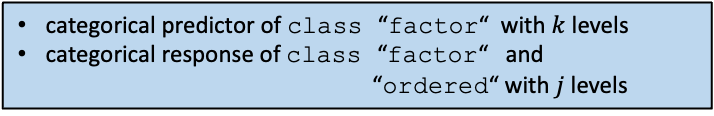 • categorical predictor of class “factor“ with k levels
• categorical response of class “factor“ and
“ordered“ with j levels